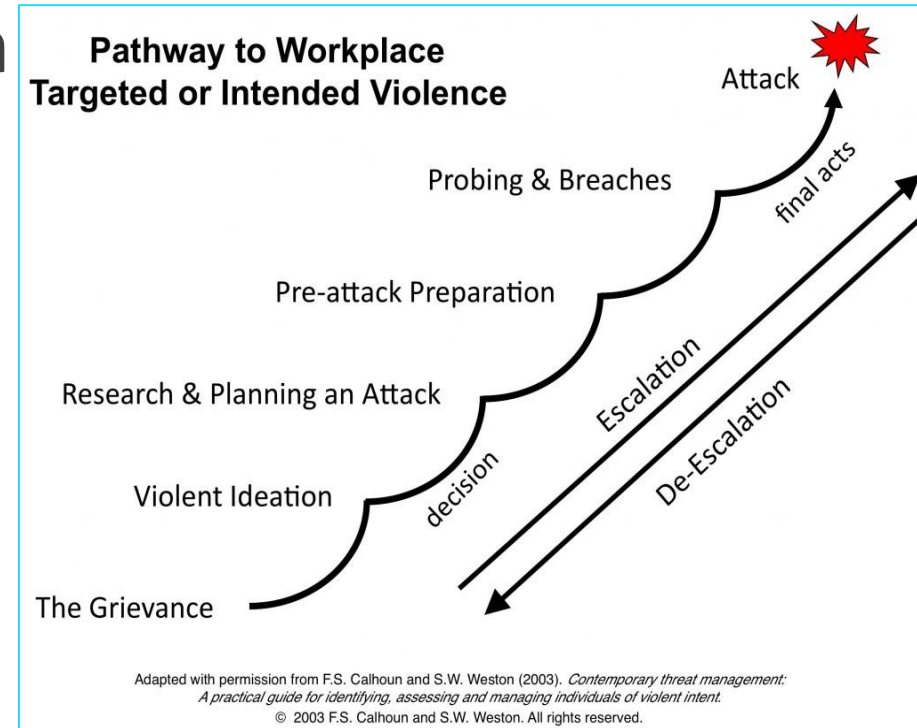 Pathway to Workplace
Targeted or Intended Violence
Attack
final acts
Probing & Breaches
Pre-attack Preparation
Escalation
De-Escalation
Research & Planning an Attack
decision
Violent Ideation
The Grievance
Adapted with permission from F.S. Calhoun and S.W. Weston (2003). Contemporary threat management:
A practical guide for identifying, assessing and managing individuals of violent intent.
© 2003 F.S. Calhoun and S.W. Weston. All rights reserved.